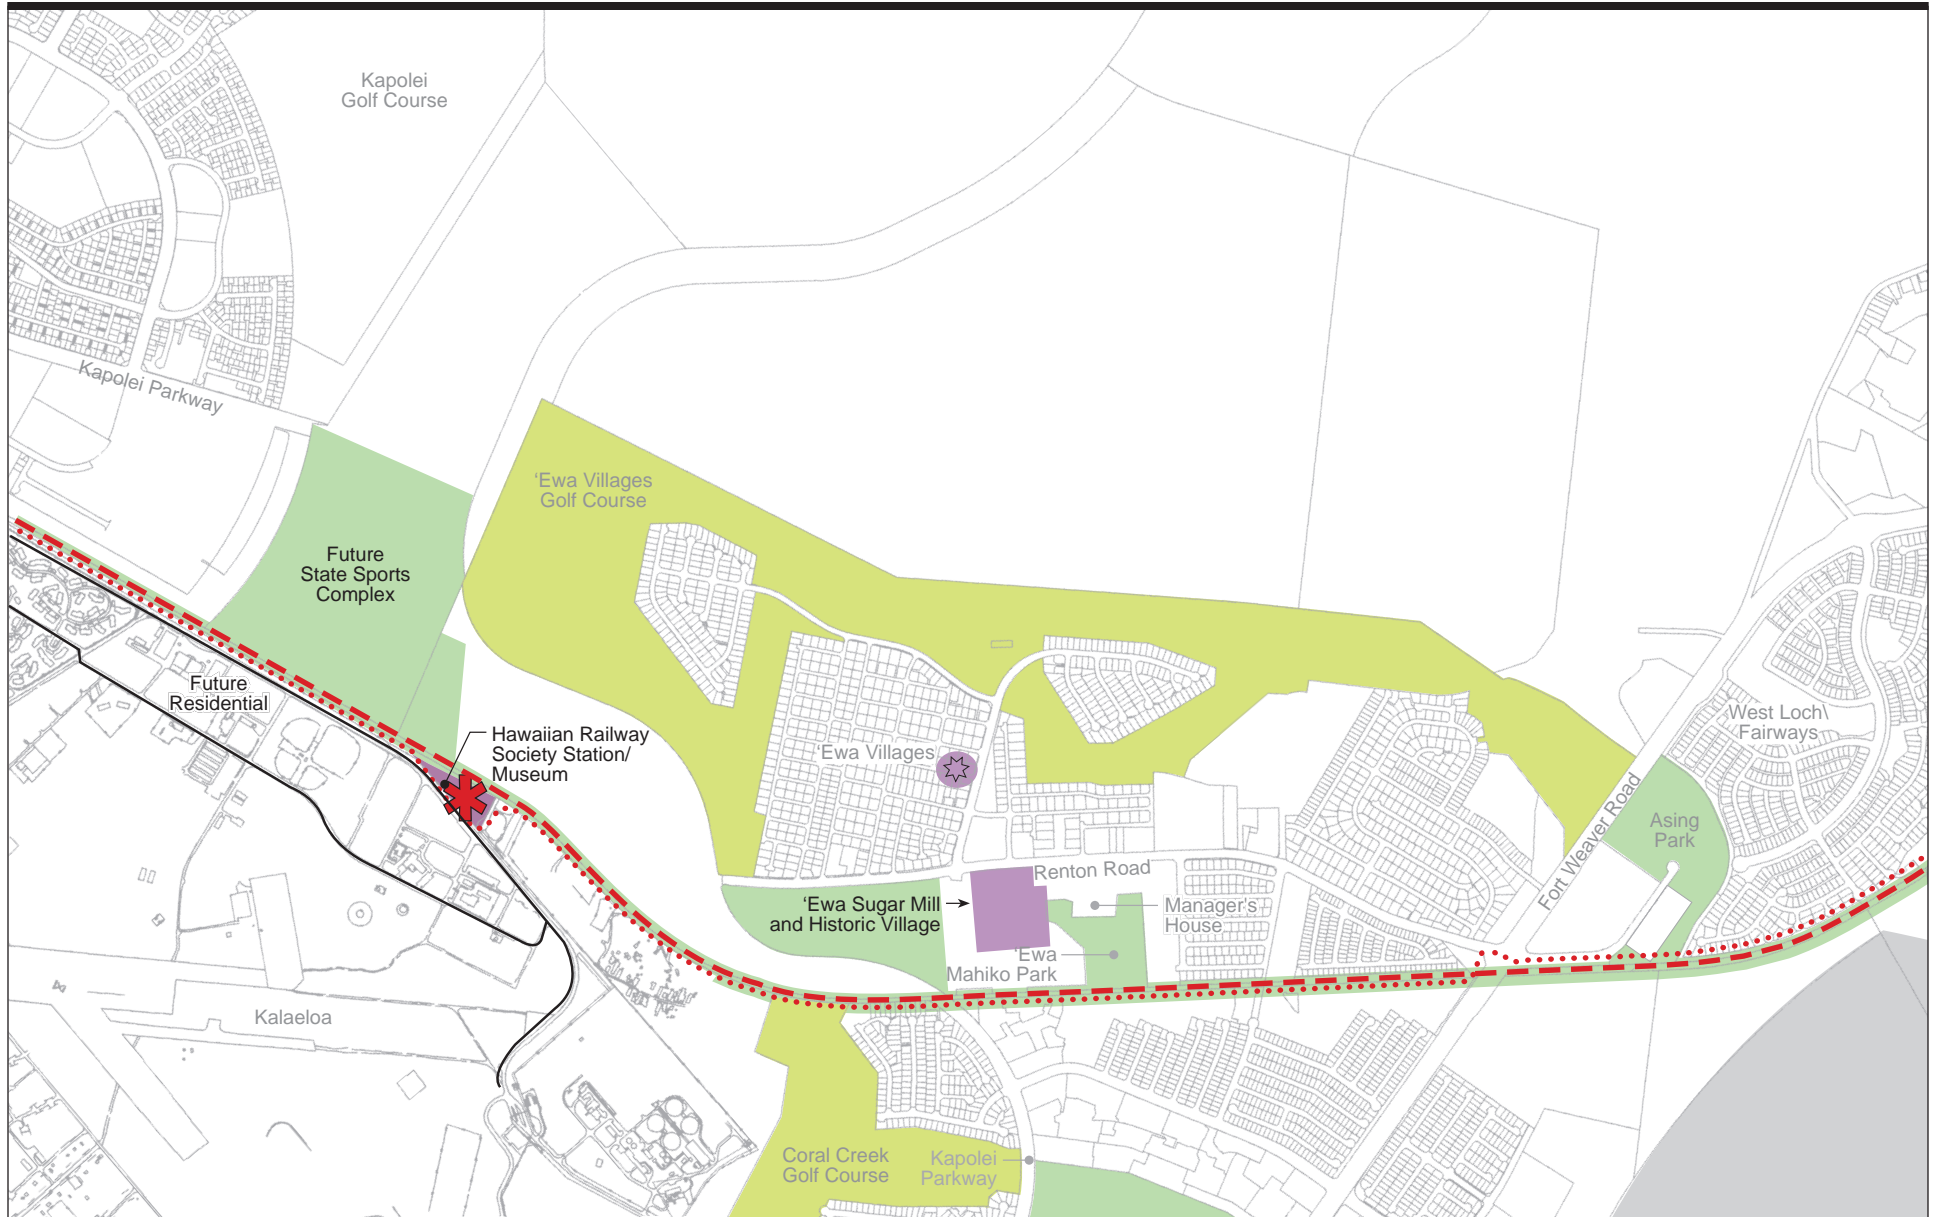 Kapolei
Golf Course
Kapolei Parkway
‘Ewa Villages
Golf Course
Future
State Sports
Complex
Future
Residential
Hawaiian Railway
Society Station/
Museum
‘Ewa Villages
West Loch\
Fairways
Asing
Park
Fort Weaver Road
Renton Road
‘Ewa Sugar Mill
and Historic Village
Manager's
House
‘Ewa
Mahiko Park
Kalaeloa
Coral Creek
Golf Course
Kapolei
Parkway